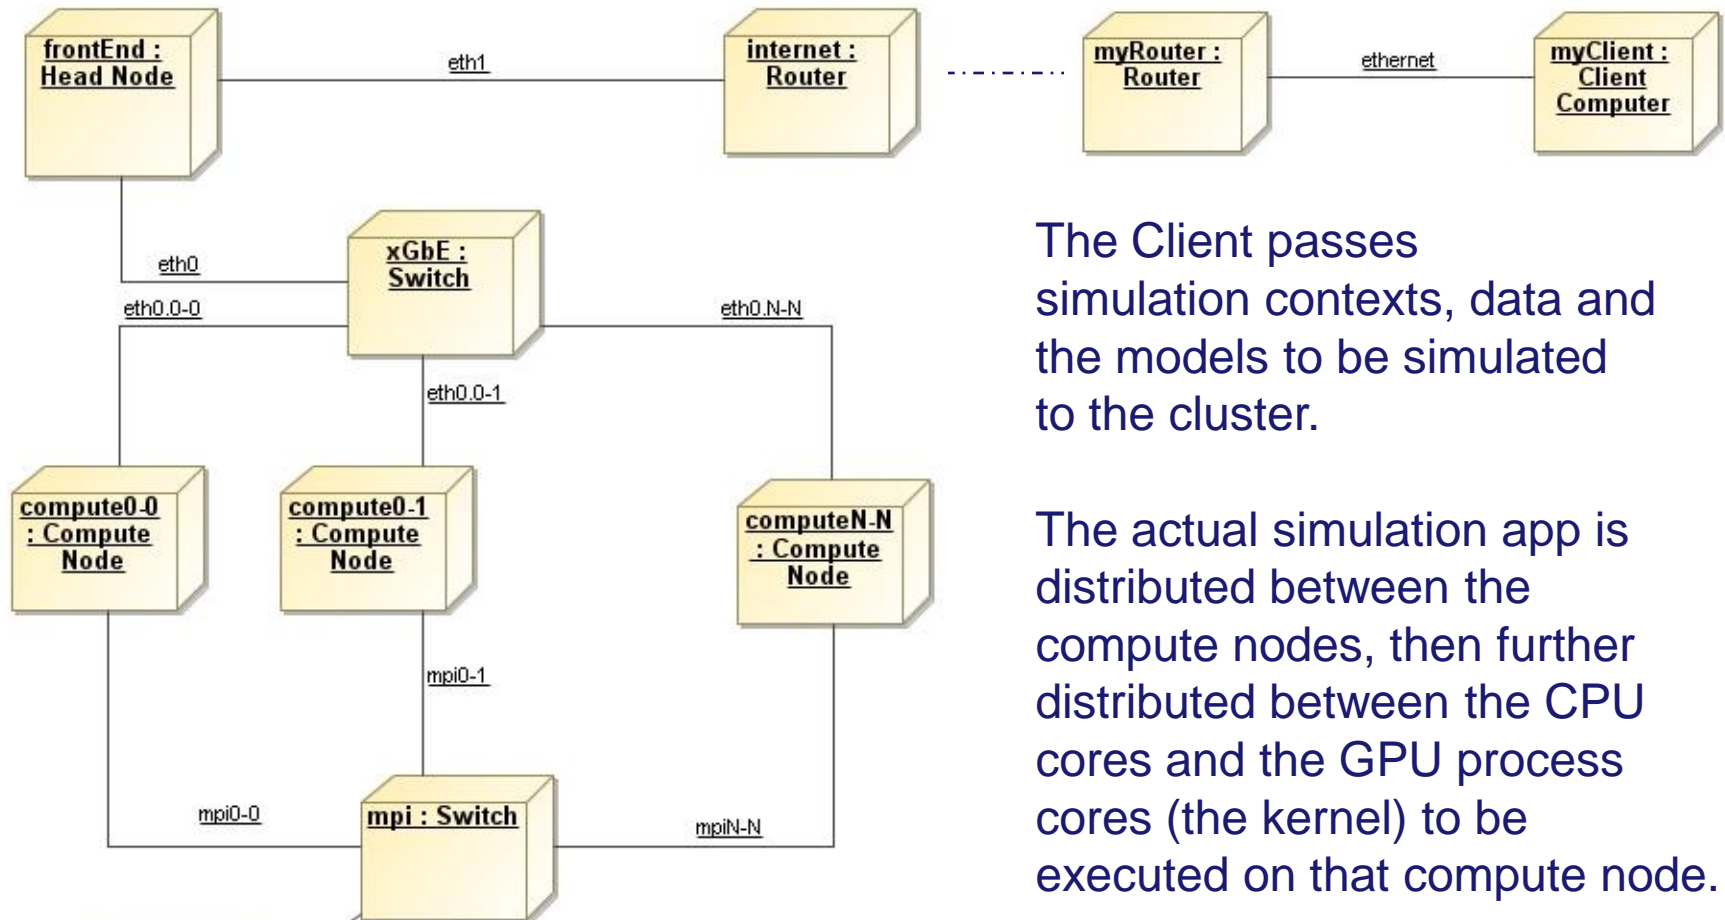 frontEnd :
Head Node
eth1
internet :
Router
myRouter :
Router
ethernet
myClient :
Client
Computer
eth0
xGbE :
Switch
eth0.0-0
eth0.N-N
eth0.0-1
compute0-0
: Compute
Node
compute0-1
: Compute
Node
computeN-N
: Compute
Node
mpi0-1
mpi0-0
mpi : Switch
mpiN-N
The Client passes
simulation contexts, data and
the models to be simulated
to the cluster.
The actual simulation app is
distributed between the
compute nodes, then further
distributed between the CPU
cores and the GPU process
cores (the kernel) to be
executed on that compute node.